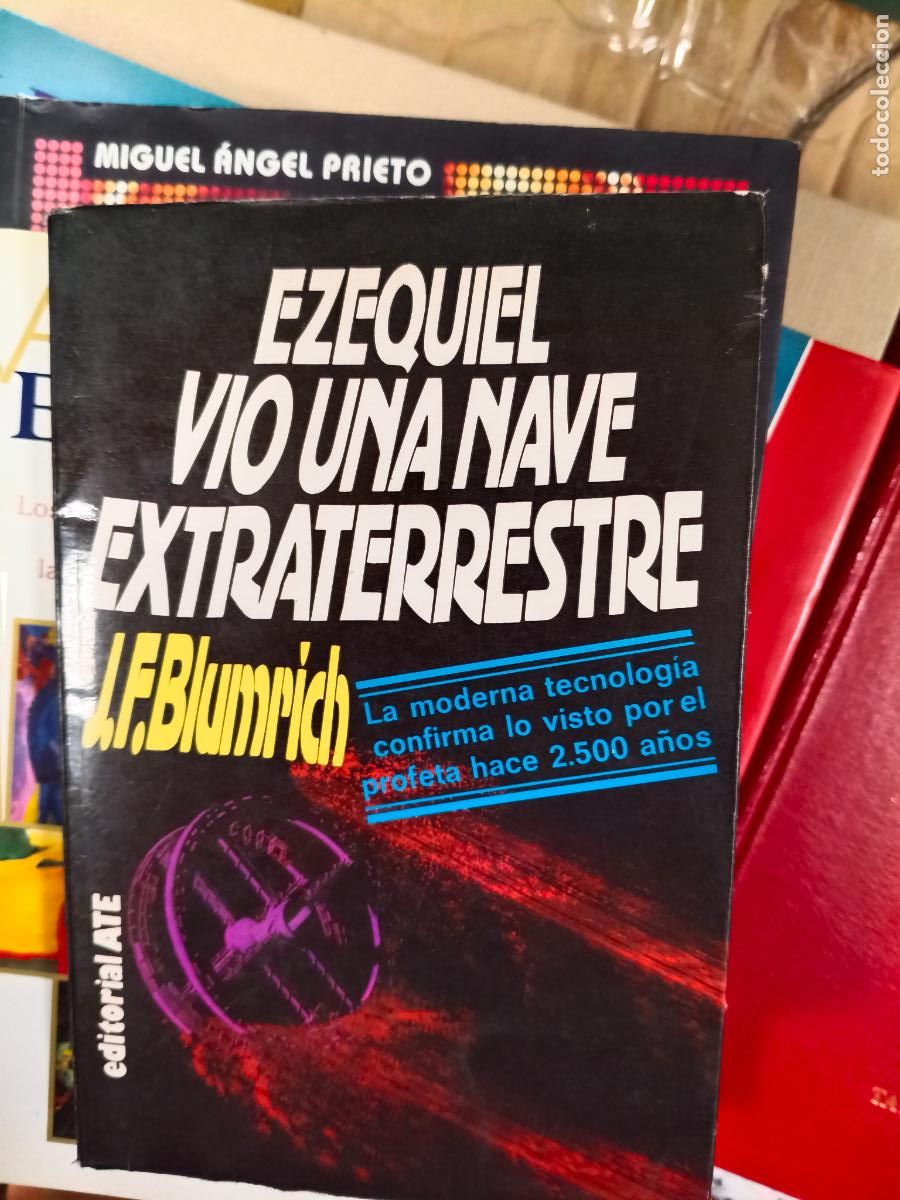 todocoleccion
MIGUEL ÁNGEL PRIETO
EZEQUIEL
VIO UNA NAVE
EXTRATERRESTRE
J.F.Blumrich
La moderna tecnología
confirma lo visto por el
profeta hace 2.500 años
editorial ATE